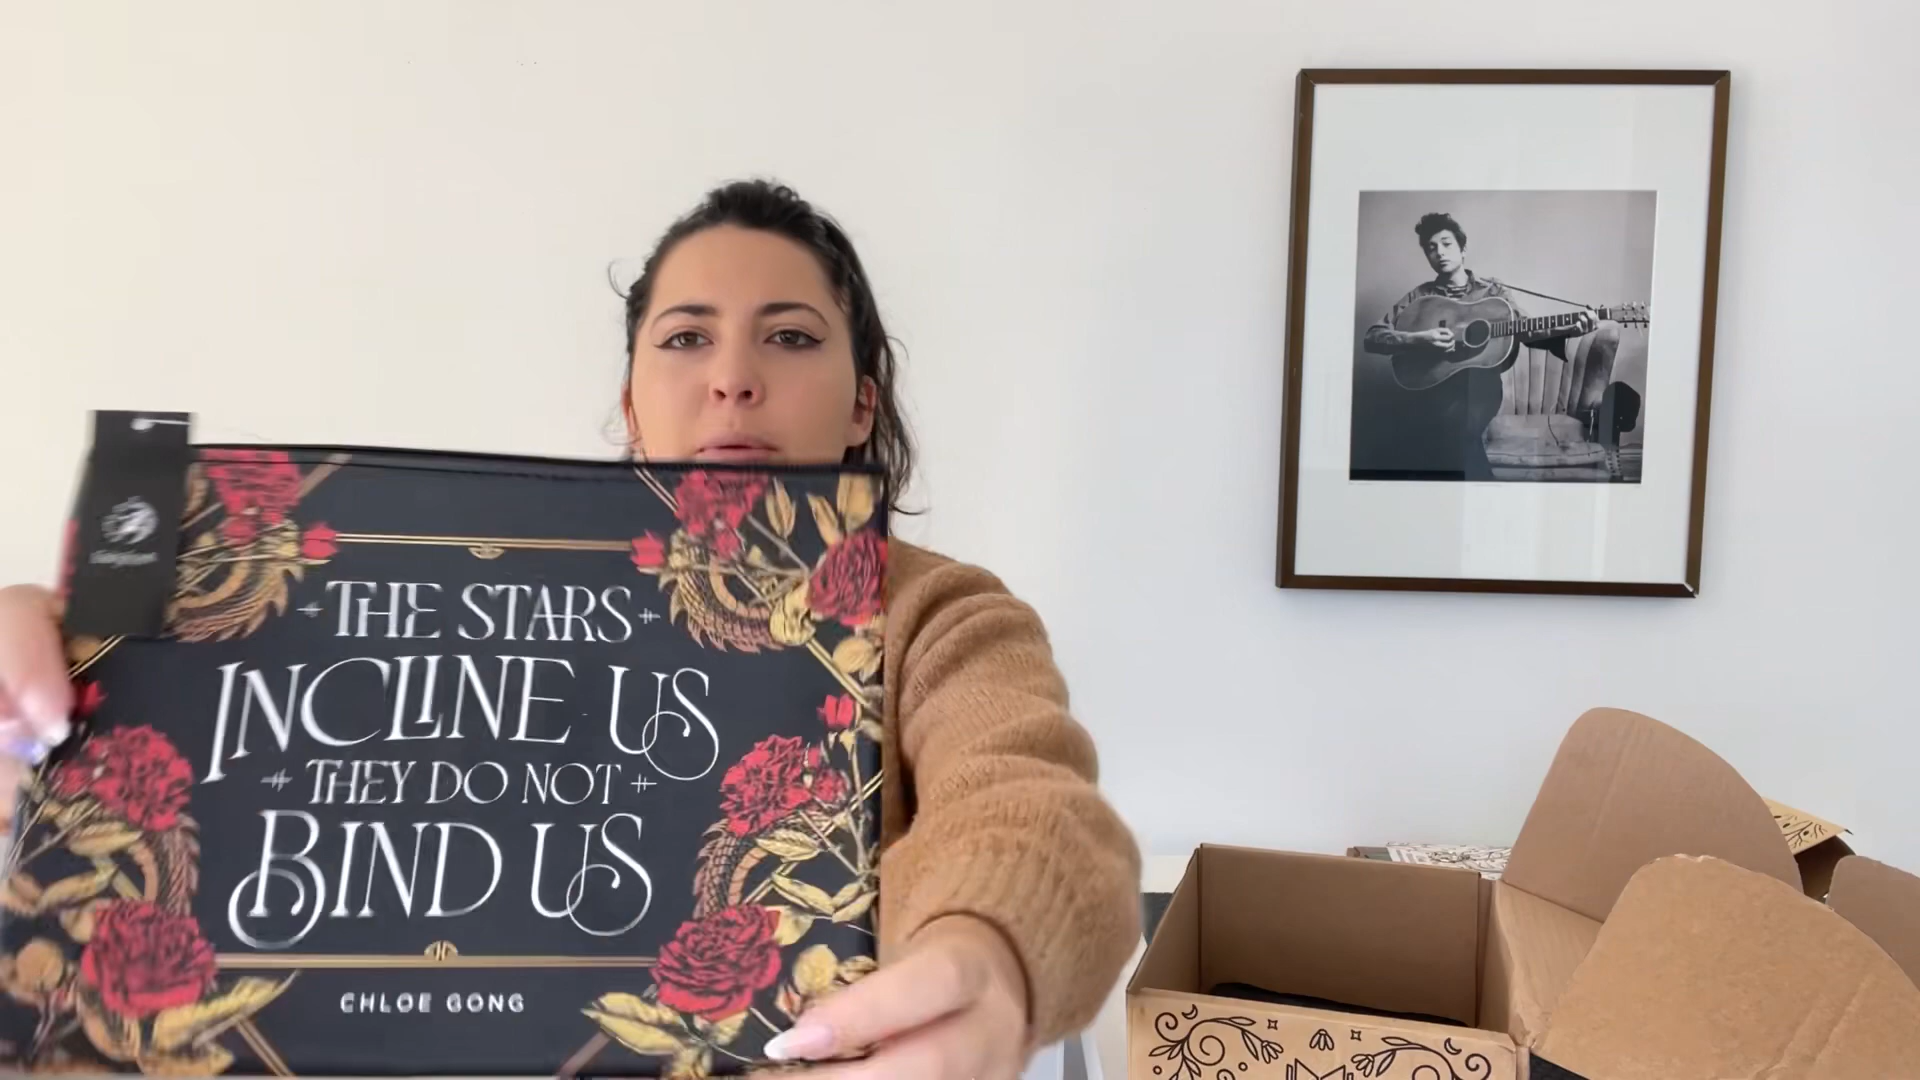 THE STARS
INCLINE US
THEY DO NOT
BIND US
CHLOE GONG